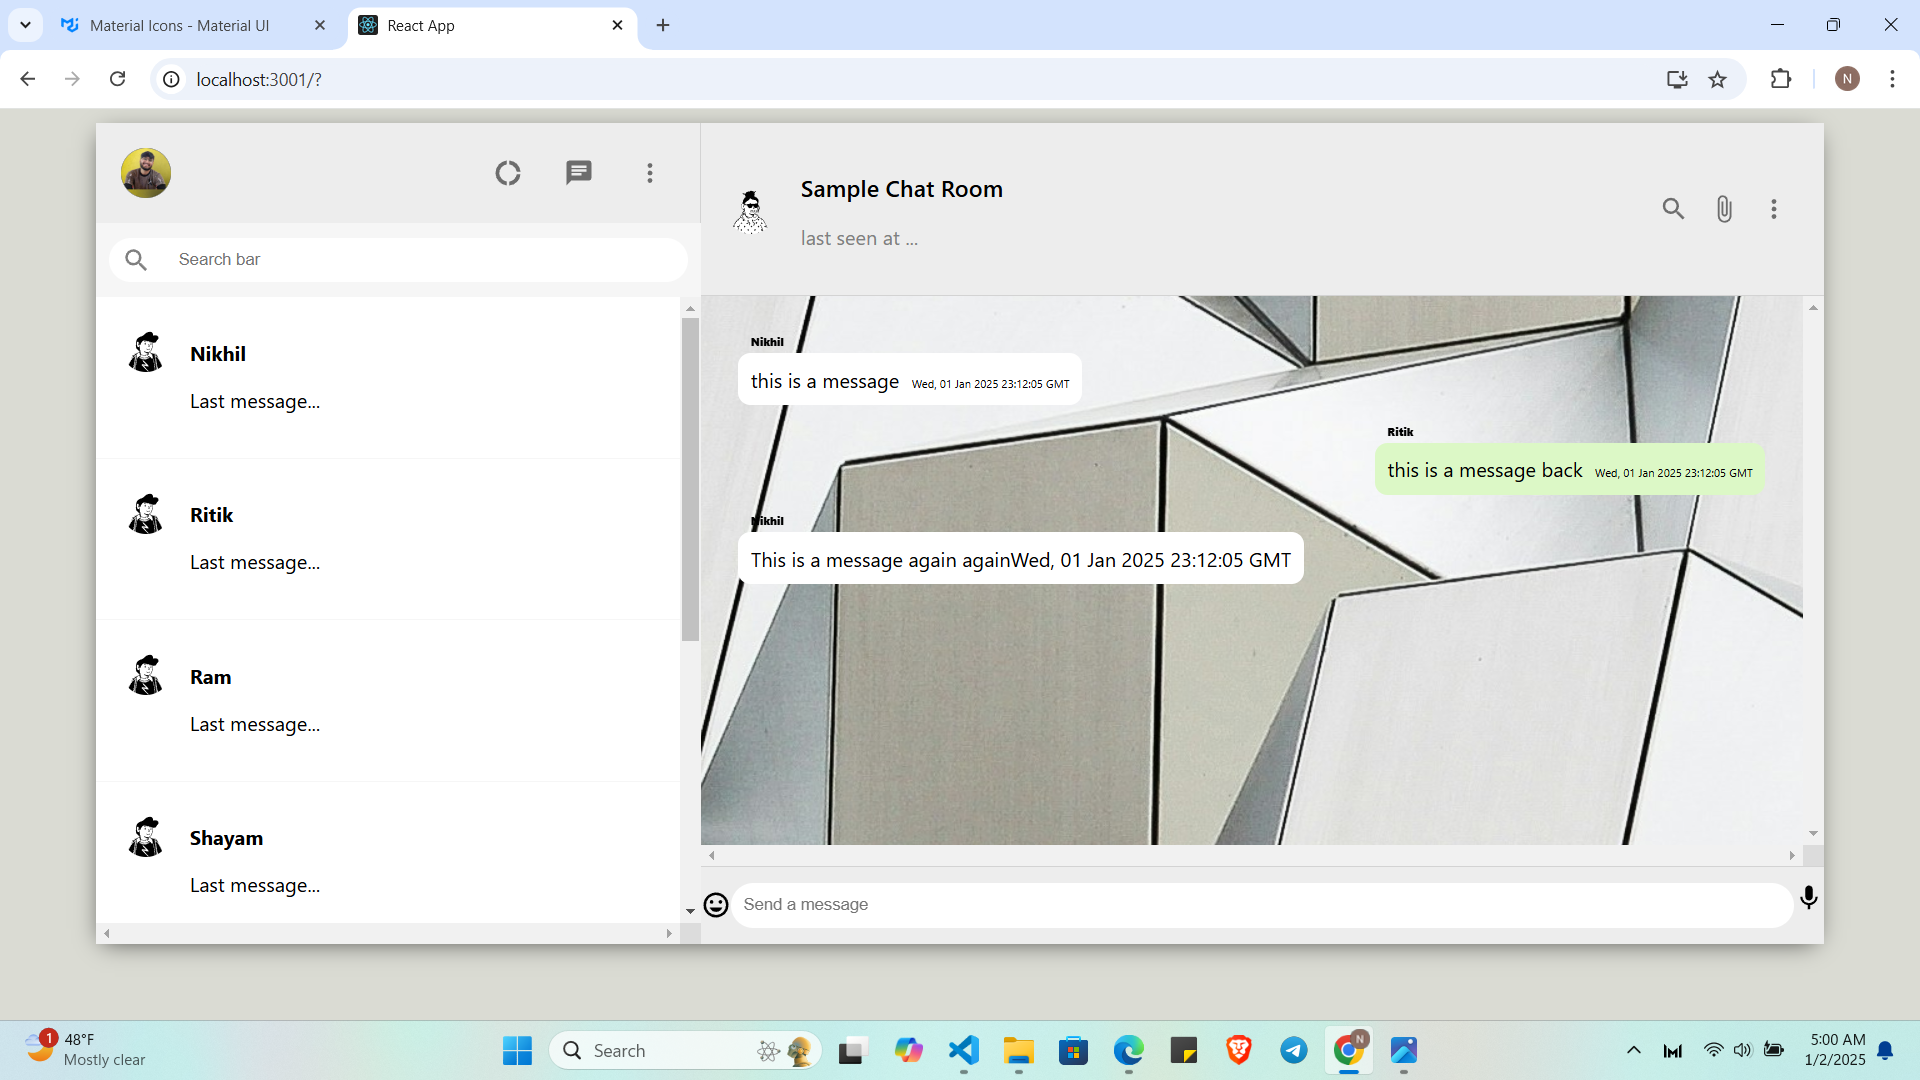 Material Icons - Material UI
React App
localhost:3001/?
N
Sample Chat Room
last seen at ...
Search bar
Nikhil
Last message...
Ritik
Last message...
Ram
Last message...
Shayam
Last message...
Nikhil
this is a message Wed, 01 Jan 2025 23:12:05 GMT
Ritik
this is a message back Wed, 01 Jan 2025 23:12:05 GMT
Nikhil
This is a message again againWed, 01 Jan 2025 23:12:05 GMT
Send a message
1
48°F
Mostly clear
Search
N
5:00 AM
1/2/2025